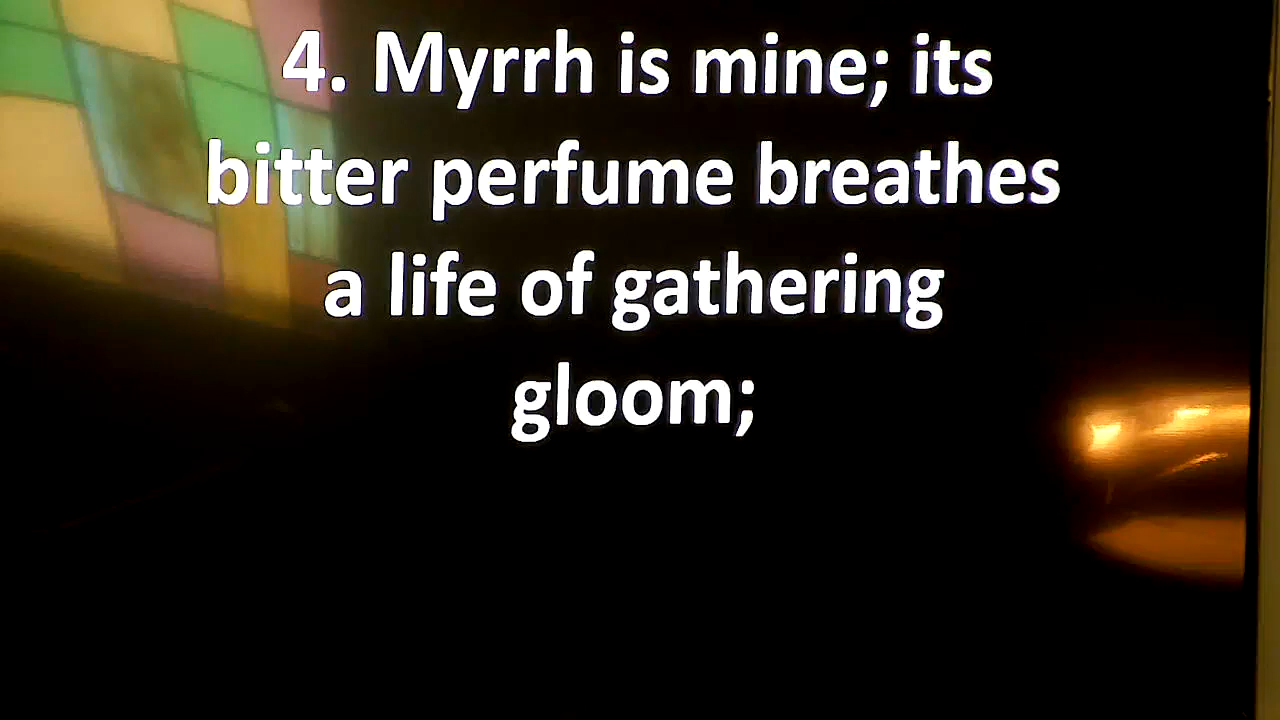 4. Myrrh is mine; its
bitter perfume breathes
a life of gathering
gloom;